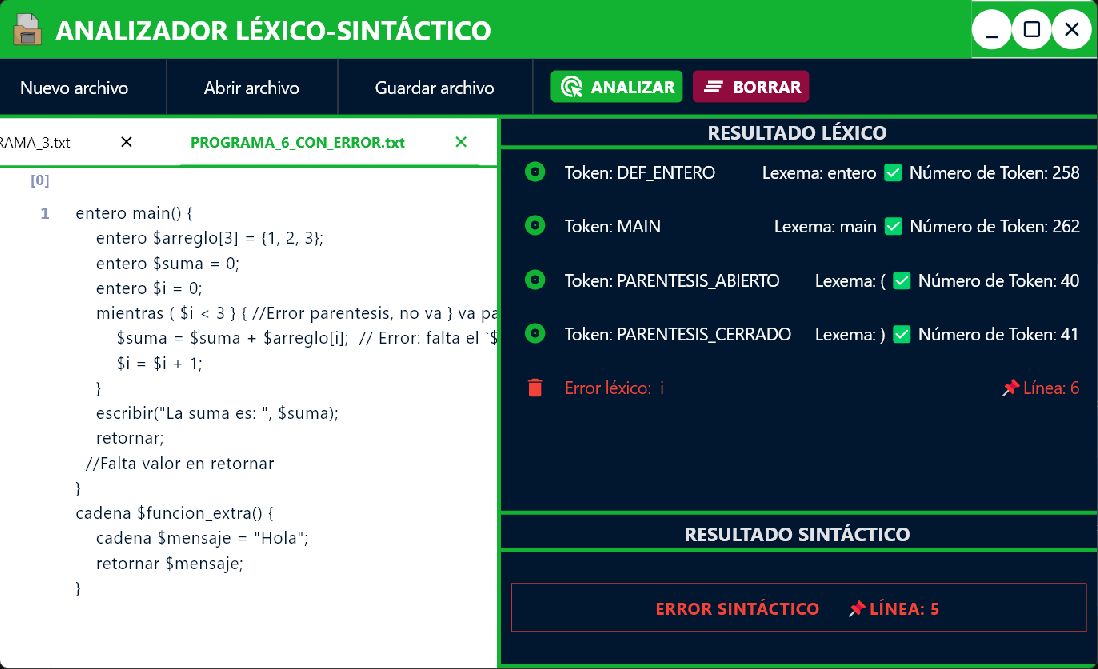 ANALIZADOR LÉXICO-SINTÁCTICO
Nuevo archivo
Abrir archivo
Guardar archivo
ANALIZAR
BORRAR
RAMA_3.txt
PROGRAMA_6_CON_ERROR.txt
[0]
1
entero main() {
entero $arreglo[3] = {1, 2, 3};
entero $suma = 0;
entero $i = 0;
mientras ( $i < 3 } { //Error parentesis, no va } va pa
$suma = $suma + $arreglo[i]; // Error: falta el `$
$i = $i + 1;
}
escribir("La suma es: ", $suma);
retornar;
//Falta valor en retornar
}
cadena $funcion_extra() {
cadena $mensaje = "Hola";
retornar $mensaje;
}
RESULTADO LÉXICO
Token: DEF_ENTERO Lexema: entero ✅ Número de Token: 258
Token: MAIN Lexema: main ✅ Número de Token: 262
Token: PARENTESIS_ABIERTO Lexema: ( ✅ Número de Token: 40
Token: PARENTESIS_CERRADO Lexema: ) ✅ Número de Token: 41
Error léxico: i 📌Línea: 6
RESULTADO SINTÁCTICO
ERROR SINTÁCTICO 📌LÍNEA: 5